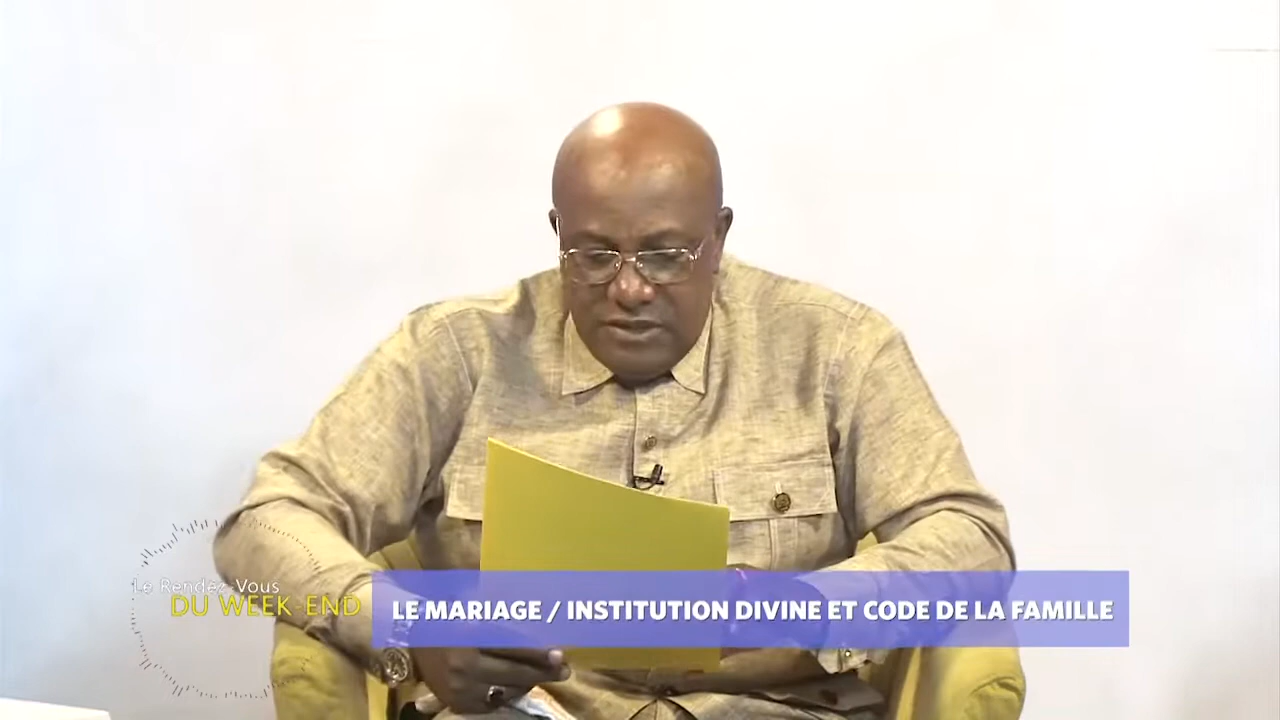 Le Rendez-Vous
DU WEEK-END
LE MARIAGE / INSTITUTION DIVINE ET CODE DE LA FAMILLE